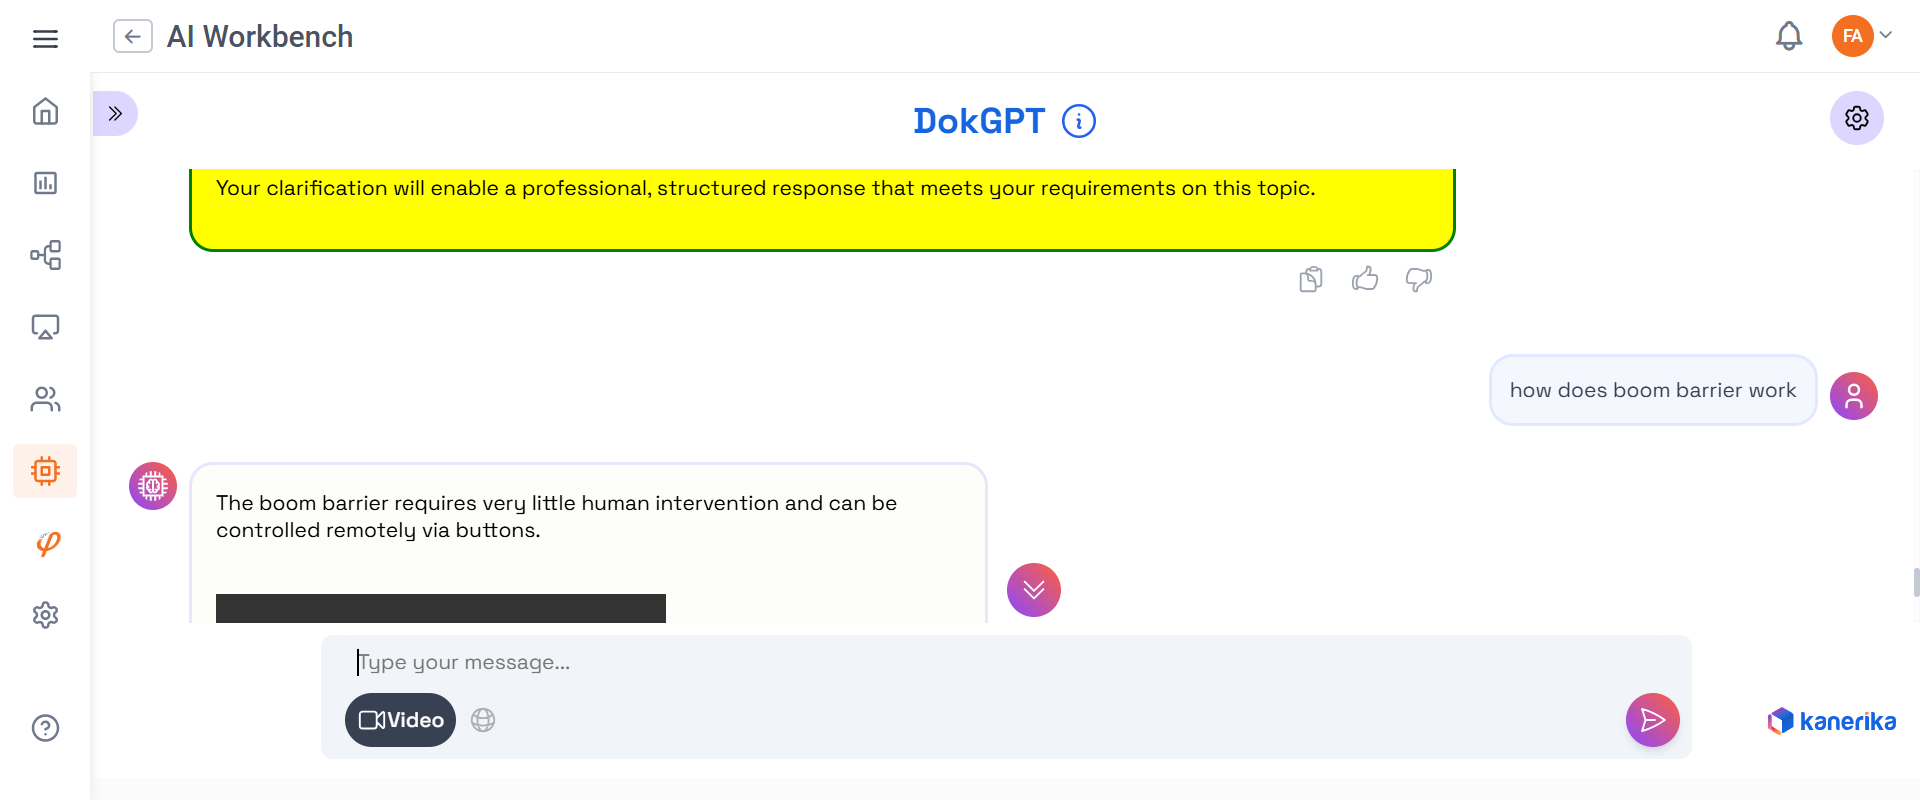 AI Workbench
FA
DokGPT
Your clarification will enable a professional, structured response that meets your requirements on this topic.
how does boom barrier work
The boom barrier requires very little human intervention and can be
controlled remotely via buttons.
Type your message...
Video
kanerika